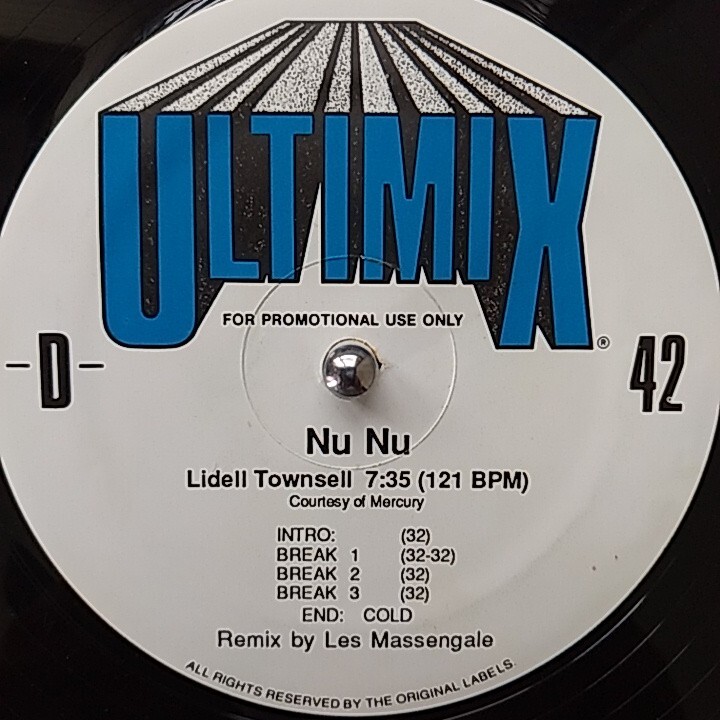 ULTIMIX®
FOR PROMOTIONAL USE ONLY
-D-
42
Nu Nu
Lidell Townsell 7:35 (121 BPM)
Courtesy of Mercury
INTRO: (32)
BREAK 1 (32-32)
BREAK 2 (32)
BREAK 3 (32)
END: COLD
Remix by Les Massengale
ALL RIGHTS RESERVED BY THE ORIGINAL LABELS.